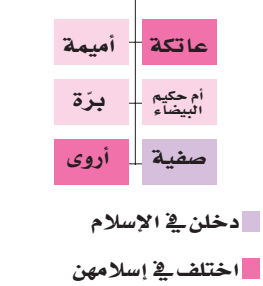 عاتكة أميمة
أم حكيم البيضاء برّة
صفية أروى
دخلن في الإسلام
اختلف في إسلامهن